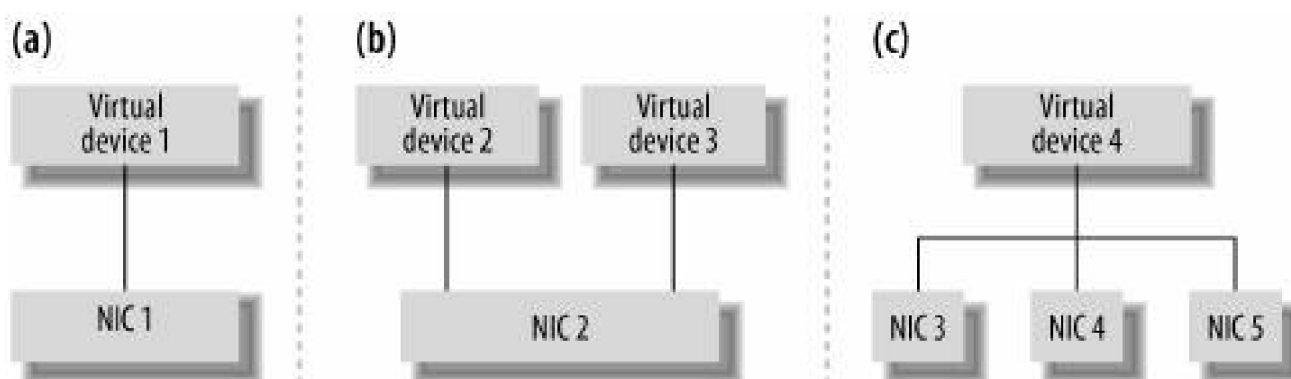 (a)
Virtual
device 1
NIC 1
(b)
Virtual
device 2
Virtual
device 3
NIC 2
(c)
Virtual
device 4
NIC 3
NIC 4
NIC 5